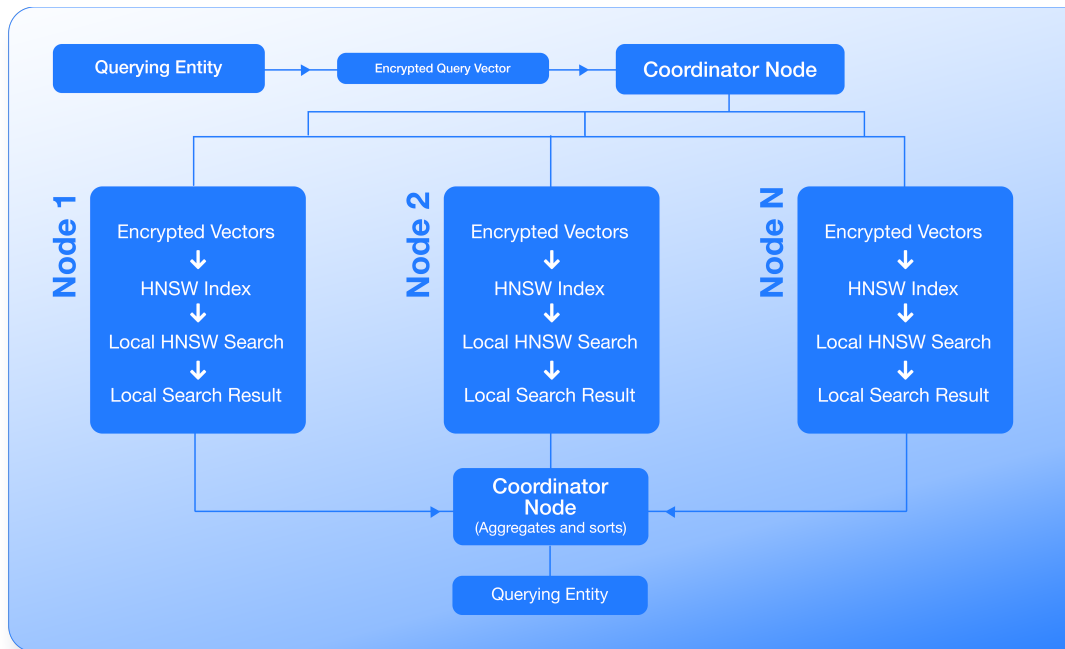 Querying Entity
Encrypted Query Vector
Coordinator Node
Node 1
Encrypted Vectors
HNSW Index
Local HNSW Search
Local Search Result
Node 2
Encrypted Vectors
HNSW Index
Local HNSW Search
Local Search Result
Node N
Encrypted Vectors
HNSW Index
Local HNSW Search
Local Search Result
Coordinator
Node
(Aggregates and sorts)
Querying Entity